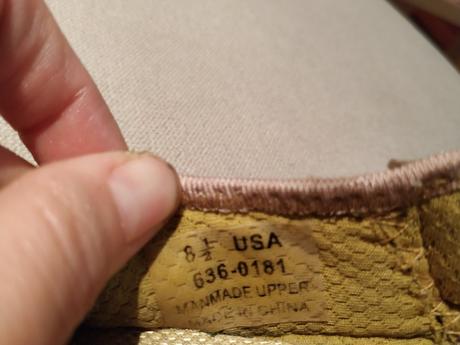 8½ USA
636-0181
MANMADE UPPER
MADE IN CHINA